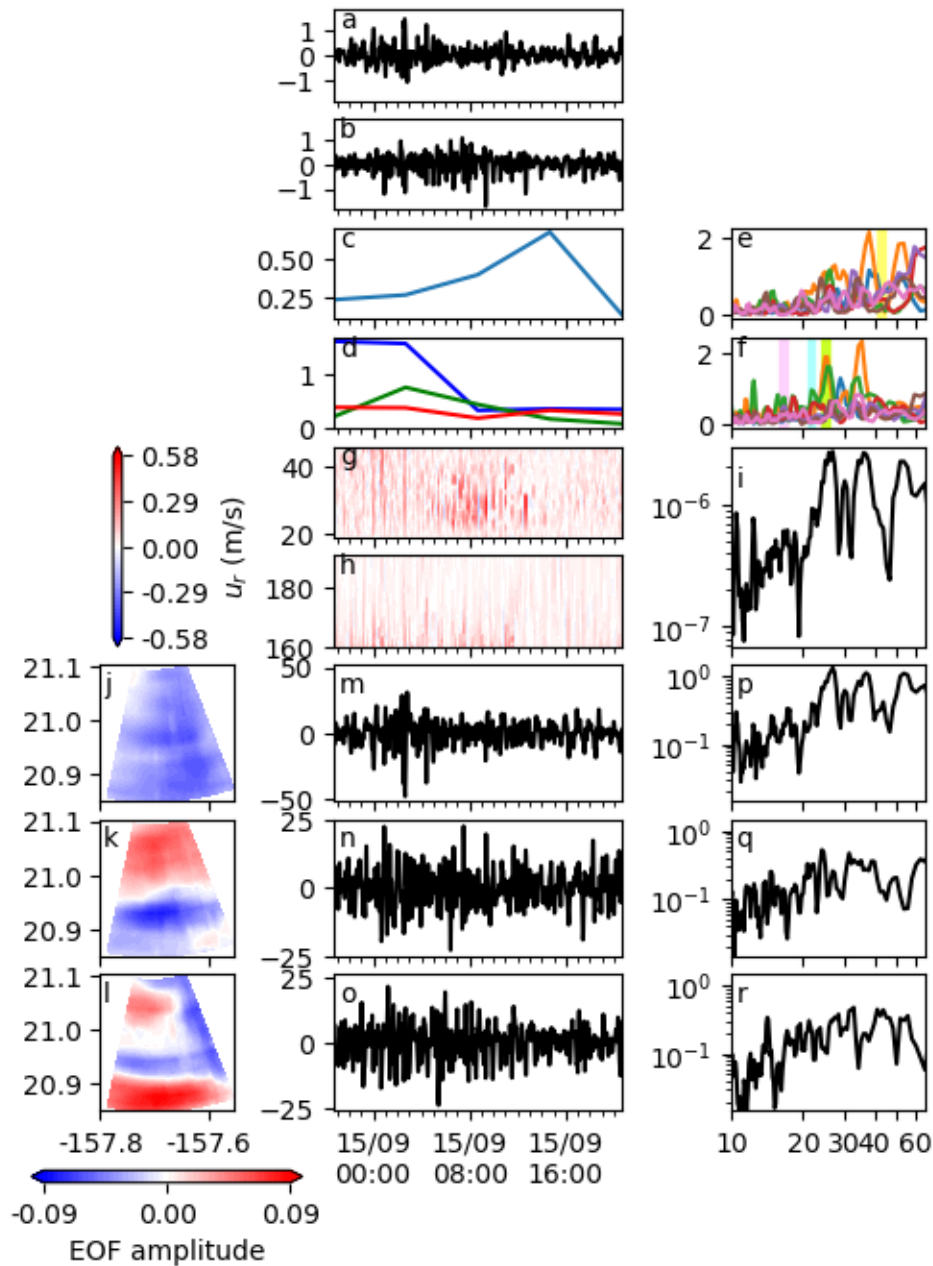 a
1
0
−1
b
1
0
−1
c
0.50
0.25
e
2
0
d
1
0
f
2
0
0.58
0.29
0.00
-0.29
-0.58
u_r (m/s)
g
40
20
h
180
160
i
10^−6
10^−7
j
21.1
21.0
20.9
m
50
0
−50
p
10^0
10^−1
k
21.1
21.0
20.9
n
25
0
−25
q
10^0
10^−1
l
21.1
21.0
20.9
-157.8 -157.6
o
25
0
−25
15/09 15/09 15/09
00:00 08:00 16:00
r
10^0
10^−1
10 20 30 40 60
-0.09 0.00 0.09
EOF amplitude